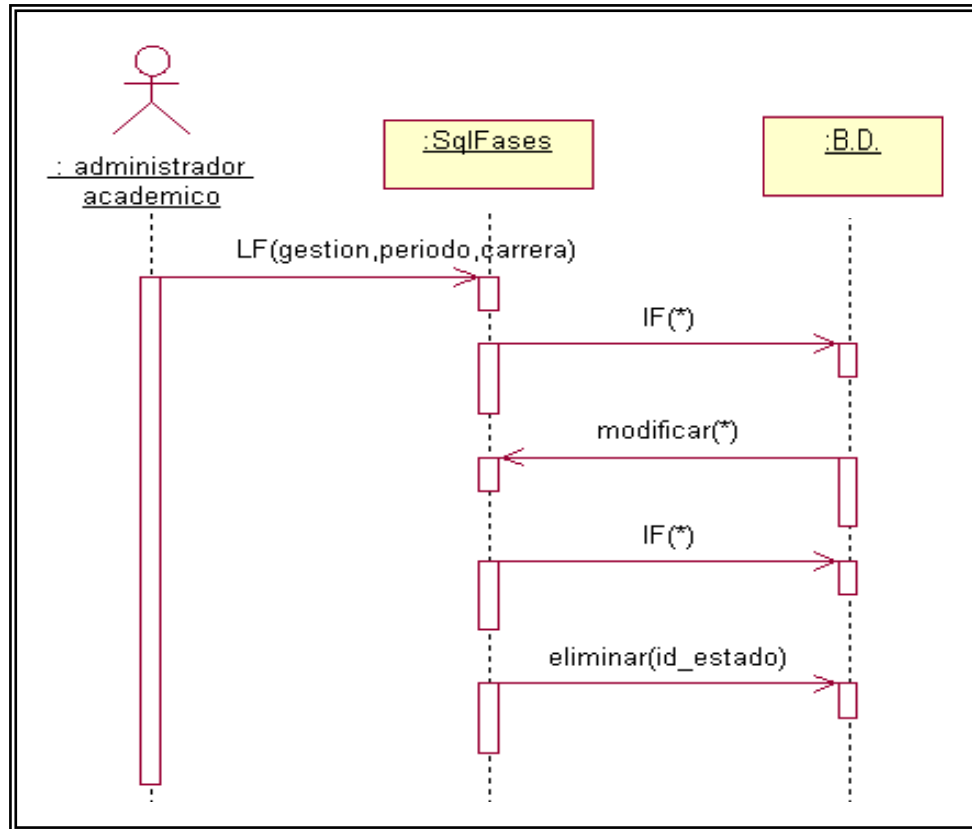 : administrador
academico
:SqlFases
:B.D.
LF(gestion,periodo,carrera)
IF(*)
modificar(*)
IF(*)
eliminar(id_estado)